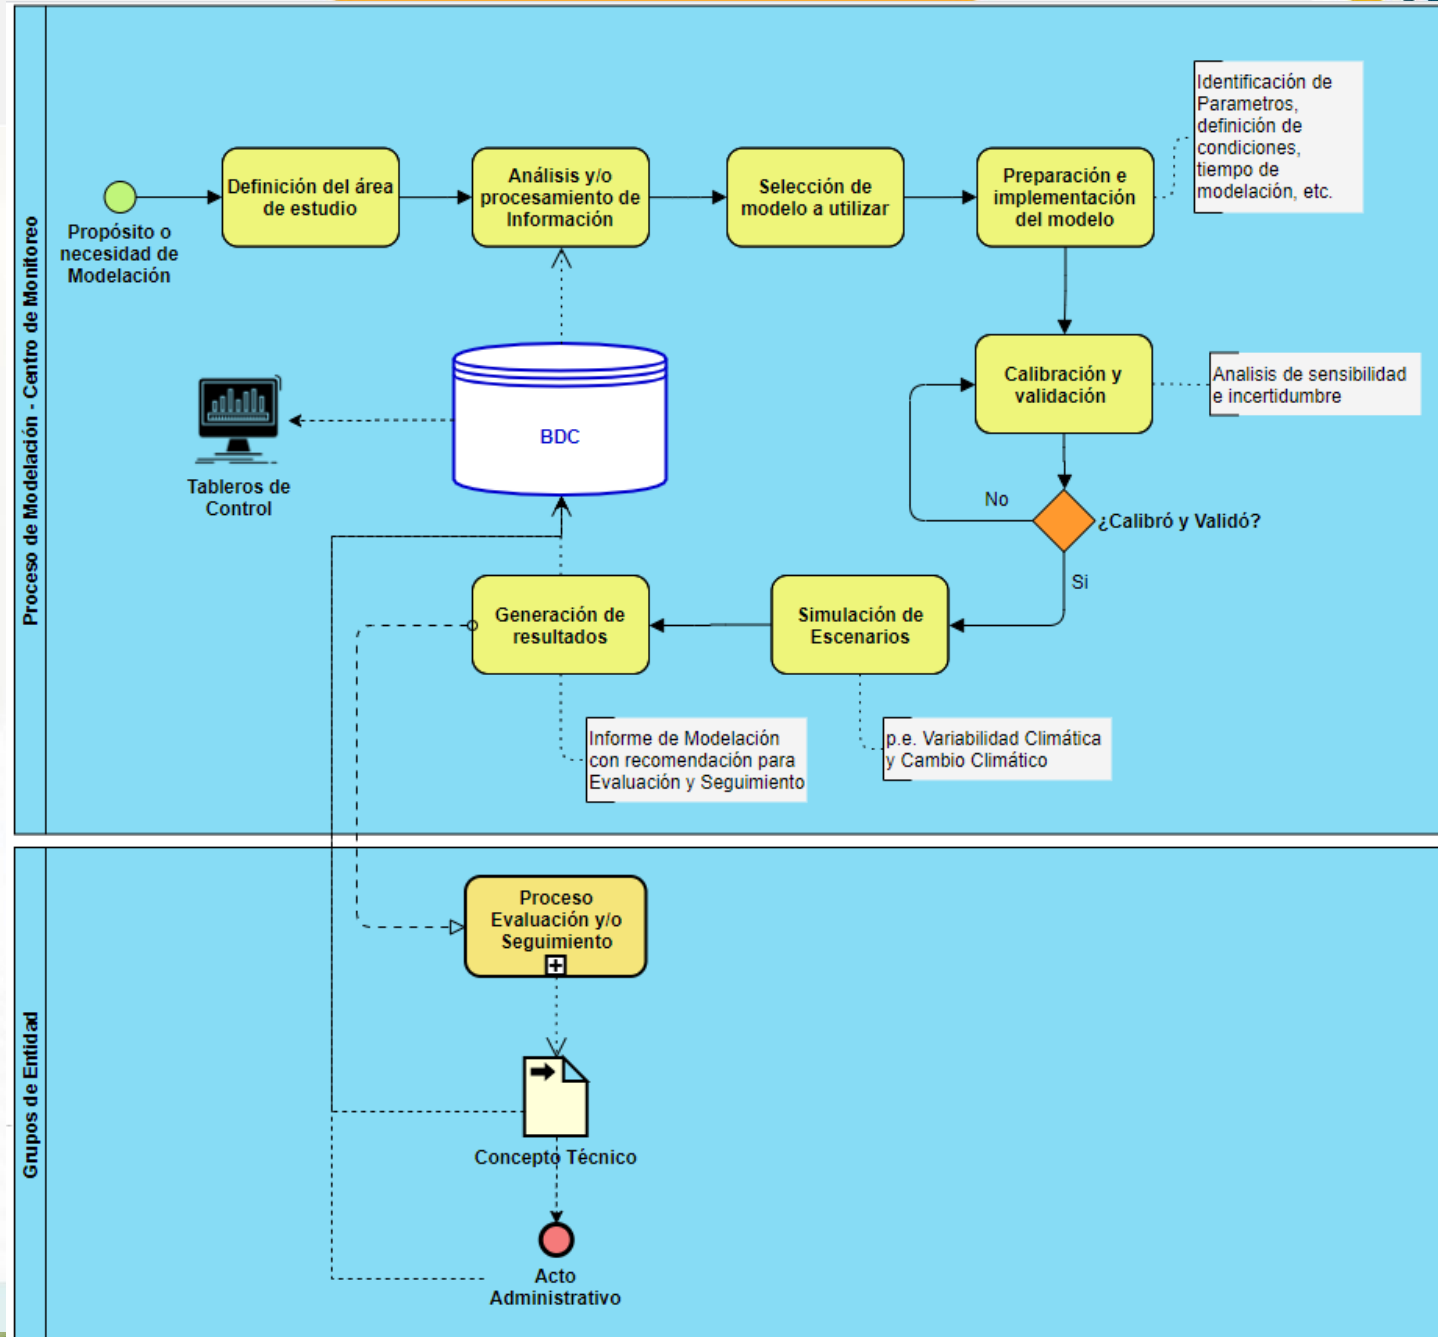 Proceso de Modelación - Centro de Monitoreo
Propósito o
necesidad de
Modelación
Definición del área
de estudio
Análisis y/o
procesamiento de
Información
Selección de
modelo a utilizar
Preparación e
implementación
del modelo
Identificación de
Parametros,
definición de
condiciones,
tiempo de
modelación, etc.
Calibración y
validación
Analisis de sensibilidad
e incertidumbre
BDC
Tableros de
Control
No
¿Calibró y Validó?
Si
Simulación de
Escenarios
Generación de
resultados
Informe de Modelación
con recomendación para
Evaluación y Seguimiento
p.e. Variabilidad Climática
y Cambio Climático
Grupos de Entidad
Proceso
Evaluación y/o
Seguimiento
Concepto Técnico
Acto
Administrativo